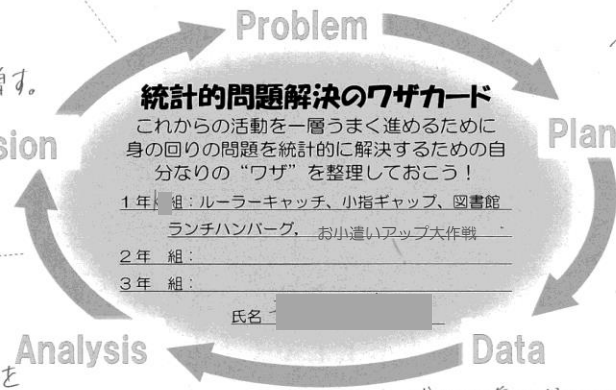 Problem
統計的問題解決のワザカード
これからの活動を一層うまく進めるために
身の回りの問題を統計的に解決するための自
分なりの“ワザ”を整理しておこう！
1年 組：ルーラーキャッチ、小指ギャップ、図書館
ランチハンバーグ, お小遣いアップ大作戦
2年 組：
3年 組：
氏名
Plan
sion
Analysis
Data
す。
を